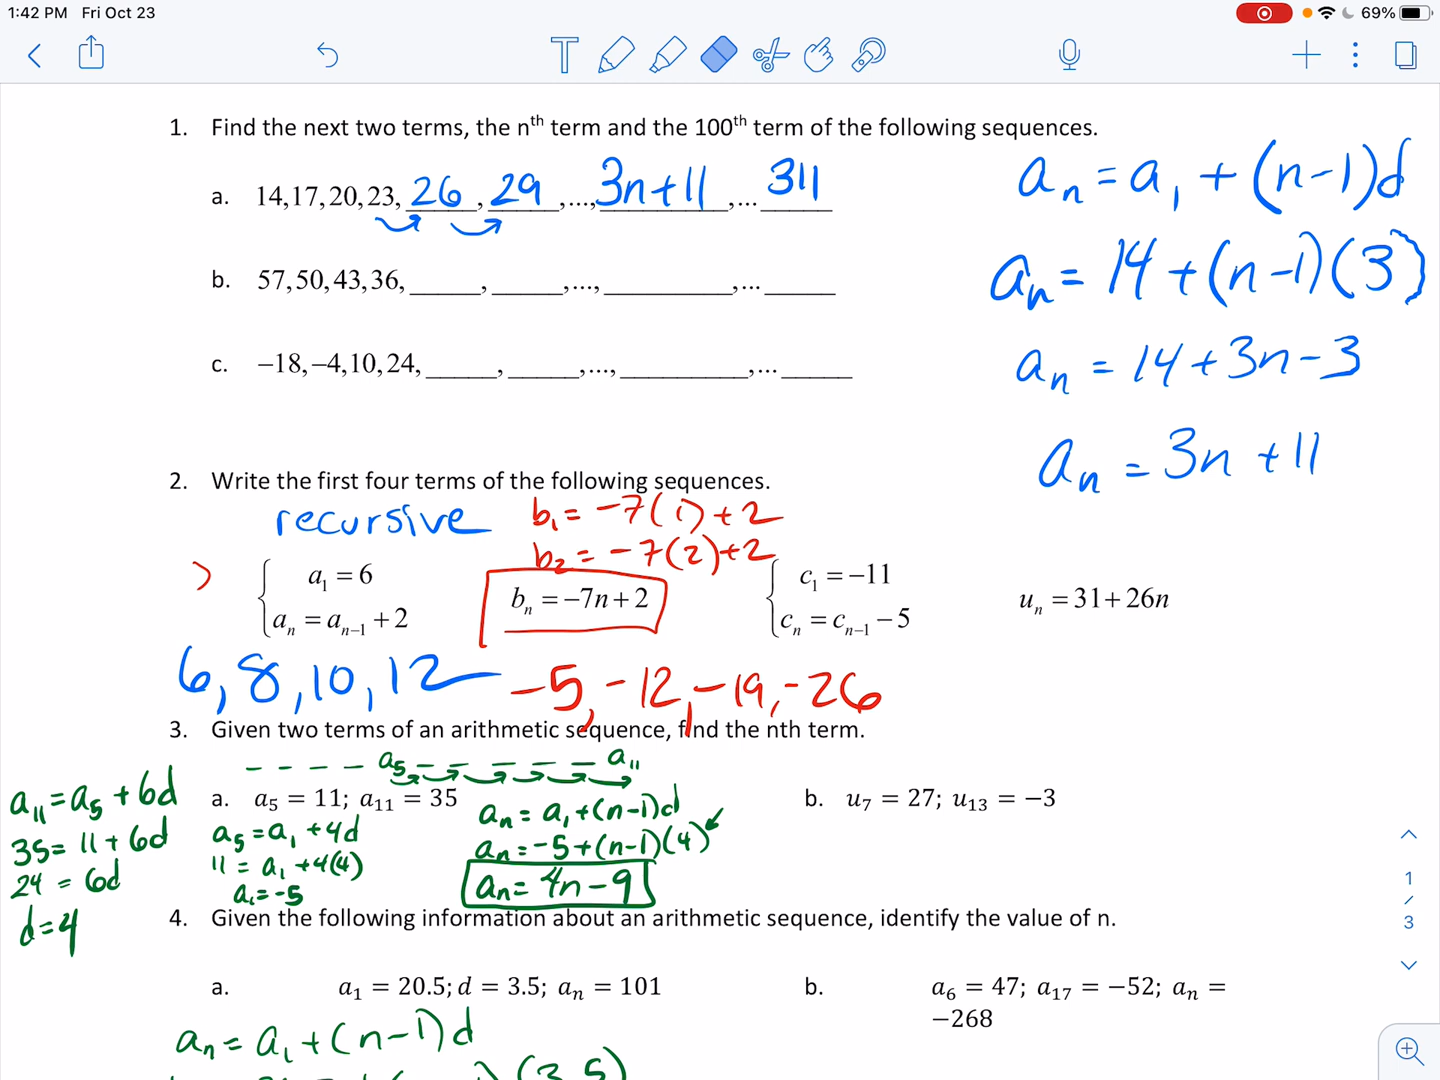 1:42 PM Fri Oct 23
69%
1. Find the next two terms, the nth term and the 100th term of the following sequences.
a. 14,17,20,23, 26, 29,..., 3n+11,... 311
b. 57,50,43,36,_____,_____,...,_________,..._____
c. –18,–4,10,24,_____,_____,...,_________,..._____
aₙ = a₁ + (n-1)d
aₙ = 14 + (n-1)(3)
aₙ = 14+3n-3
aₙ = 3n+11
2. Write the first four terms of the following sequences.
recursive
b₁ = -7(1)+2
b₂ = -7(2)+2
a₁ = 6
aₙ = aₙ₋₁ + 2
bₙ = –7n + 2
c₁ = –11
cₙ = cₙ₋₁ – 5
uₙ = 31+26n
6, 8, 10, 12
-5, -12, -19, -26
3. Given two terms of an arithmetic sequence, find the nth term.
a₅ a₁₁
a. a₅ = 11; a₁₁ = 35
b. u₇ = 27; u₁₃ = −3
a₁₁ = a₅ + 6d
35 = 11 + 6d
24 = 6d
d = 4
a₅ = a₁ + 4d
11 = a₁ + 4(4)
a₁ = -5
aₙ = a₁ + (n-1)d
aₙ = -5 + (n-1)(4)
aₙ = 4n-9
4. Given the following information about an arithmetic sequence, identify the value of n.
a. a₁ = 20.5; d = 3.5; aₙ = 101
b. a₆ = 47; a₁₇ = −52; aₙ =
−268
aₙ = a₁ + (n-1)d
1
/
3